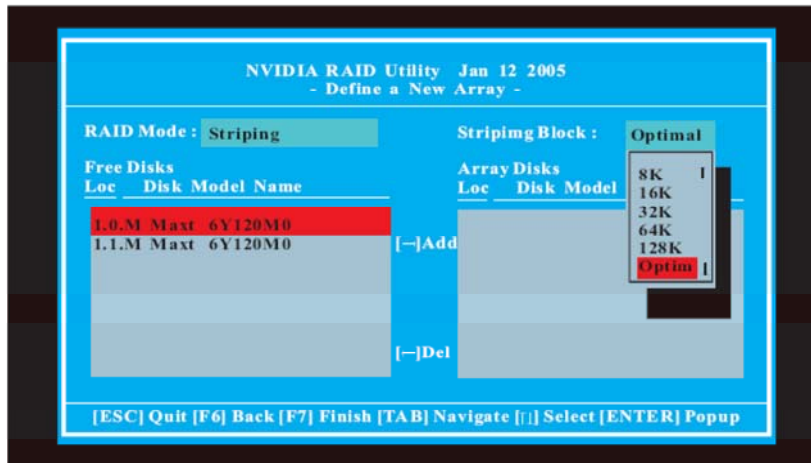 NVIDIA RAID Utility Jan 12 2005
- Define a New Array -
RAID Mode : Striping
Stripimg Block : Optimal
Free Disks
Loc Disk Model Name
Array Disks
Loc Disk Model
1.0.M Maxt 6Y120M0
1.1.M Maxt 6Y120M0
8K
16K
32K
64K
128K
Optim
[—]Add
[—]Del
[ESC] Quit [F6] Back [F7] Finish [TAB] Navigate [↑↓] Select [ENTER] Popup